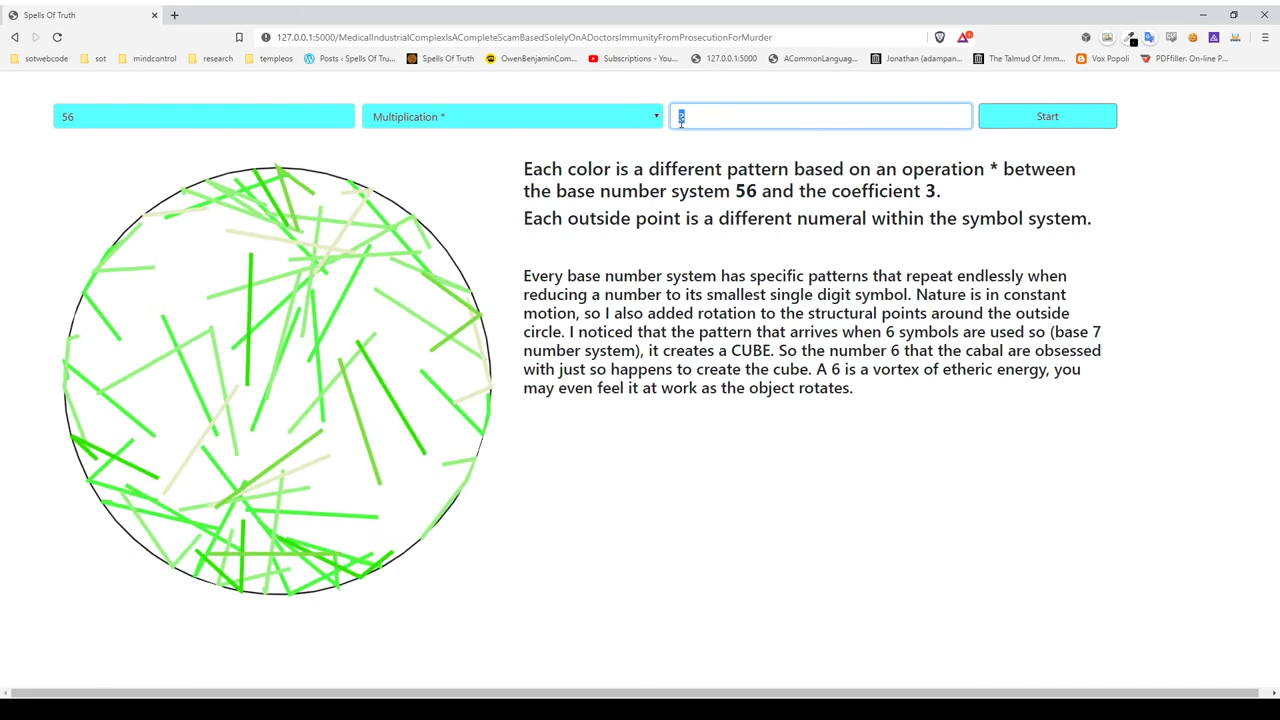 Spells Of Truth
127.0.0.1:5000/MedicalIndustrialComplexIsACompleteScamBasedSolelyOnADoctorsImmunityFromProsecutionForMurder
sotwebcode sot mindcontrol research templeos Posts ‹ Spells Of Tru... Spells Of Truth OwenBenjaminCom... Subscriptions - You... 127.0.0.1:5000 ACommonLanguag... Jonathan (adampan... The Talmud Of Jmm... Vox Popoli PDFfiller. On-line P...
56 Multiplication * Start
Each color is a different pattern based on an operation * between
the base number system 56 and the coefficient 3.
Each outside point is a different numeral within the symbol system.
Every base number system has specific patterns that repeat endlessly when
reducing a number to its smallest single digit symbol. Nature is in constant
motion, so I also added rotation to the structural points around the outside
circle. I noticed that the pattern that arrives when 6 symbols are used so (base 7
number system), it creates a CUBE. So the number 6 that the cabal are obsessed
with just so happens to create the cube. A 6 is a vortex of etheric energy, you
may even feel it at work as the object rotates.